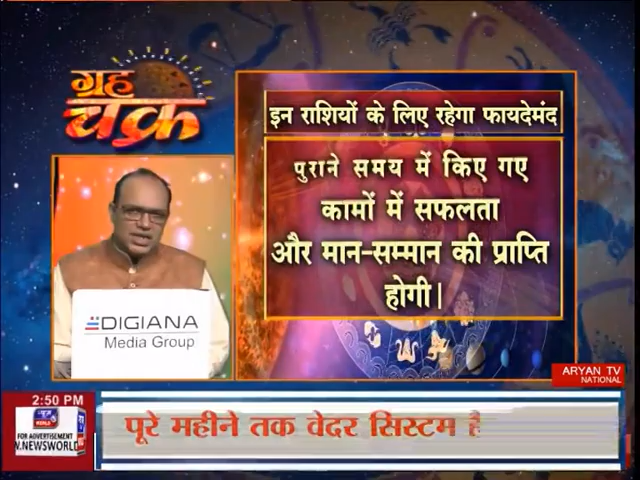 ग्रह
चक्र
इन राशियों के लिए रहेगा फायदेमंद
पुराने समय में किए गए
कामों में सफलता
और मान-सम्मान की प्राप्ति
होगी।
DIGIANA
Media Group
ARYAN TV
NATIONAL
2:50 PM
FOR ADVERTISEMENT
W.NEWSWORLD
पूरे महीने तक वेदर सिस्टम